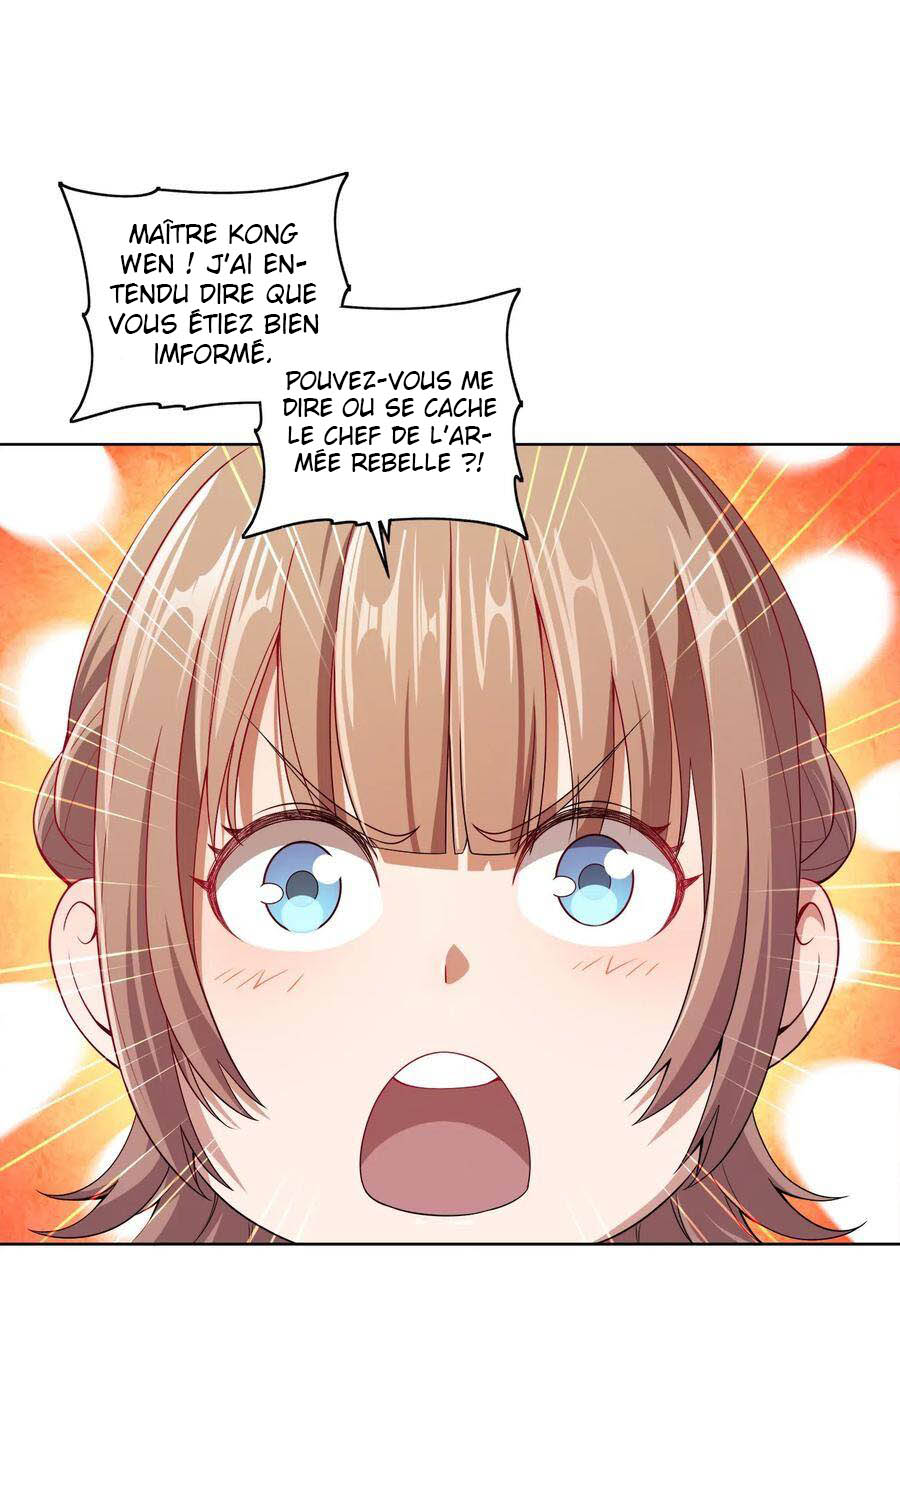 MAÎTRE KONG
WEN ! J'AI EN-
TENDU DIRE QUE
VOUS ÉTIEZ BIEN
IMFORMÉ.
POUVEZ-VOUS ME
DIRE OU SE CACHE
LE CHEF DE L'AR-
MÉE REBELLE ?!